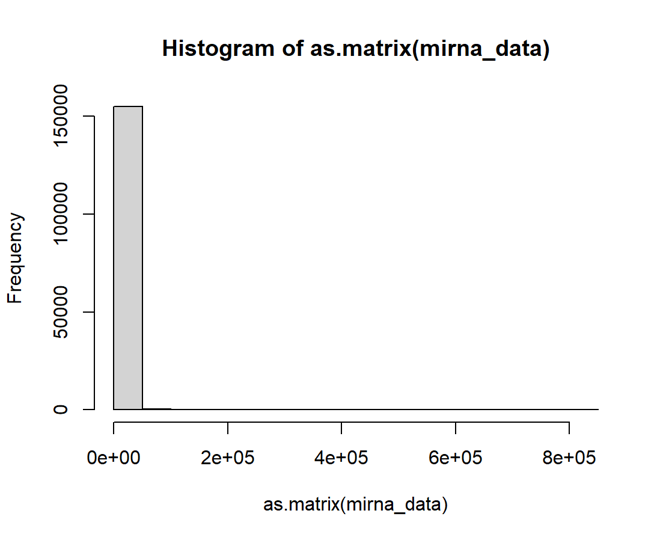 Histogram of as.matrix(mirna_data)
Frequency
150000
100000
50000
0
0e+00 2e+05 4e+05 6e+05 8e+05
as.matrix(mirna_data)